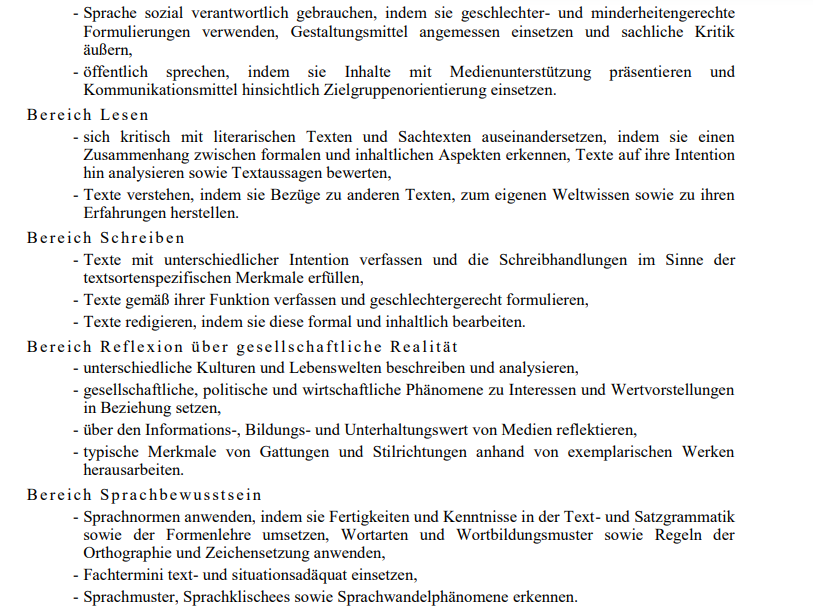 - Sprache sozial verantwortlich gebrauchen, indem sie geschlechter- und minderheitengerechte
Formulierungen verwenden, Gestaltungsmittel angemessen einsetzen und sachliche Kritik
äußern,
- öffentlich sprechen, indem sie Inhalte mit Medienunterstützung präsentieren und
Kommunikationsmittel hinsichtlich Zielgruppenorientierung einsetzen.
Bereich Lesen
- sich kritisch mit literarischen Texten und Sachtexten auseinandersetzen, indem sie einen
Zusammenhang zwischen formalen und inhaltlichen Aspekten erkennen, Texte auf ihre Intention
hin analysieren sowie Textaussagen bewerten,
- Texte verstehen, indem sie Bezüge zu anderen Texten, zum eigenen Weltwissen sowie zu ihren
Erfahrungen herstellen.
Bereich Schreiben
- Texte mit unterschiedlicher Intention verfassen und die Schreibhandlungen im Sinne der
textsortenspezifischen Merkmale erfüllen,
- Texte gemäß ihrer Funktion verfassen und geschlechtergerecht formulieren,
- Texte redigieren, indem sie diese formal und inhaltlich bearbeiten.
Bereich Reflexion über gesellschaftliche Realität
- unterschiedliche Kulturen und Lebenswelten beschreiben und analysieren,
- gesellschaftliche, politische und wirtschaftliche Phänomene zu Interessen und Wertvorstellungen
in Beziehung setzen,
- über den Informations-, Bildungs- und Unterhaltungswert von Medien reflektieren,
- typische Merkmale von Gattungen und Stilrichtungen anhand von exemplarischen Werken
herausarbeiten.
Bereich Sprachbewusstsein
- Sprachnormen anwenden, indem sie Fertigkeiten und Kenntnisse in der Text- und Satzgrammatik
sowie der Formenlehre umsetzen, Wortarten und Wortbildungsmuster sowie Regeln der
Orthographie und Zeichensetzung anwenden,
- Fachtermini text- und situationsadäquat einsetzen,
- Sprachmuster, Sprachklischees sowie Sprachwandelphänomene erkennen.